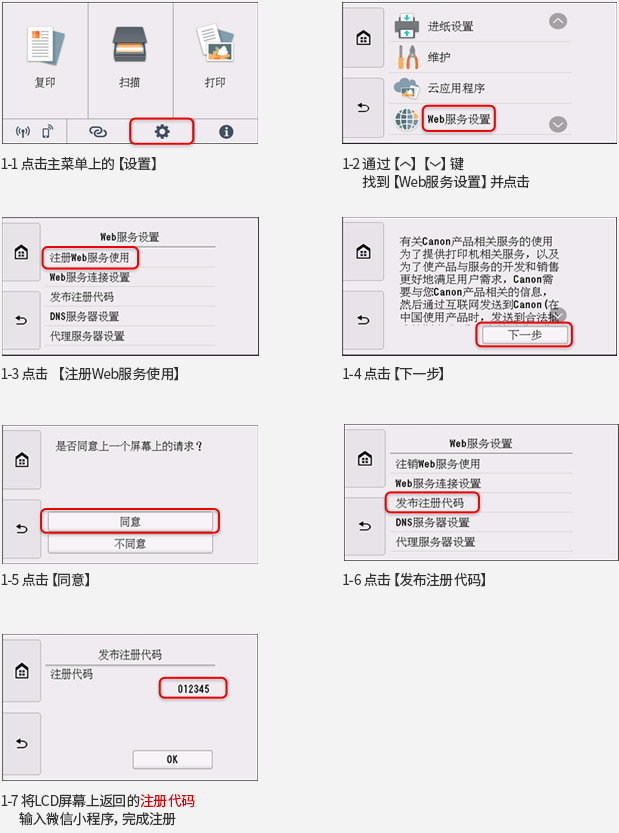 复印
扫描
打印
1-1 点击主菜单上的【设置】
进纸设置
维护
云应用程序
Web服务设置
1-2 通过【︿】【﹀】键
找到【Web服务设置】并点击
Web服务设置
注册Web服务使用
Web服务连接设置
发布注册代码
DNS服务器设置
代理服务器设置
1-3 点击 【注册Web服务使用】
有关Canon产品相关服务的使用
为了提供打印机相关服务，以及
为了使产品与服务的开发和销售
更好地满足用户需求，Canon需
要与您Canon产品相关的信息，
然后通过互联网发送到Canon(在
中国使用产品时，发送到合法批
下一步
1-4 点击【下一步】
是否同意上一个屏幕上的请求？
同意
不同意
1-5 点击【同意】
Web服务设置
注销Web服务使用
Web服务连接设置
发布注册代码
DNS服务器设置
代理服务器设置
1-6 点击【发布注册代码】
发布注册代码
注册代码
012345
OK
1-7 将LCD屏幕上返回的注册代码
输入微信小程序，完成注册